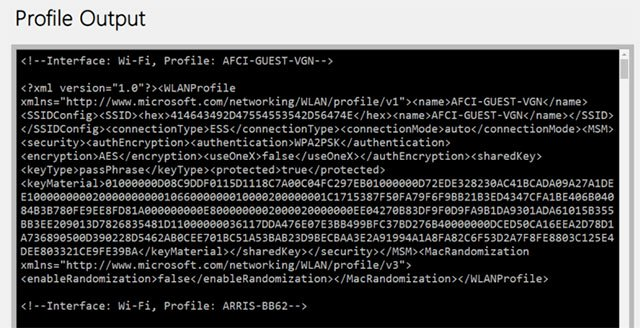 Profile Output
<!--Interface: Wi-Fi, Profile: AFCI-GUEST-VGN-->
<?xml version="1.0"?><WLANProfile
xmlns="http://www.microsoft.com/networking/WLAN/profile/v1"><name>AFCI-GUEST-VGN</name>
<SSIDConfig><SSID><hex>414643492D47554553542D56474E</hex><name>AFCI-GUEST-VGN</name></SSID>
</SSIDConfig><connectionType>ESS</connectionType><connectionMode>auto</connectionMode><MSM>
<security><authEncryption><authentication>WPA2PSK</authentication>
<encryption>AES</encryption><useOneX>false</useOneX></authEncryption><sharedKey>
<keyType>passPhrase</keyType><protected>true</protected>
<keyMaterial>01000000D08C9DDF0115D1118C7A00C04FC297EB01000000D72EDE328230AC41BCADA09A27A1DE
E1000000000200000000001066000000010000200000001C1715387F50FA79F6F9BB21B3ED4347CFA1BE406B040
84B3B780FE9EE8FD81A000000000E8000000002000020000000EE04270B83DF9F0D9FA9B1DA9301ADA61015B355
BB3EE209013D7826835481D11000000036117DDA476E07E3BB499BFC37BD276B40000000DCED50CA16EEA2D78D1
A736890500D390228D5462AB0CEE701BC51A53BAB23D9BECBAA3E2A91994A1A8FA82C6F53D2A7F8FE8803C125E4
DEE803321CE9FE39BA</keyMaterial></sharedKey></security></MSM><MacRandomization
xmlns="http://www.microsoft.com/networking/WLAN/profile/v3">
<enableRandomization>false</enableRandomization></MacRandomization></WLANProfile>
<!--Interface: Wi-Fi, Profile: ARRIS-BB62-->